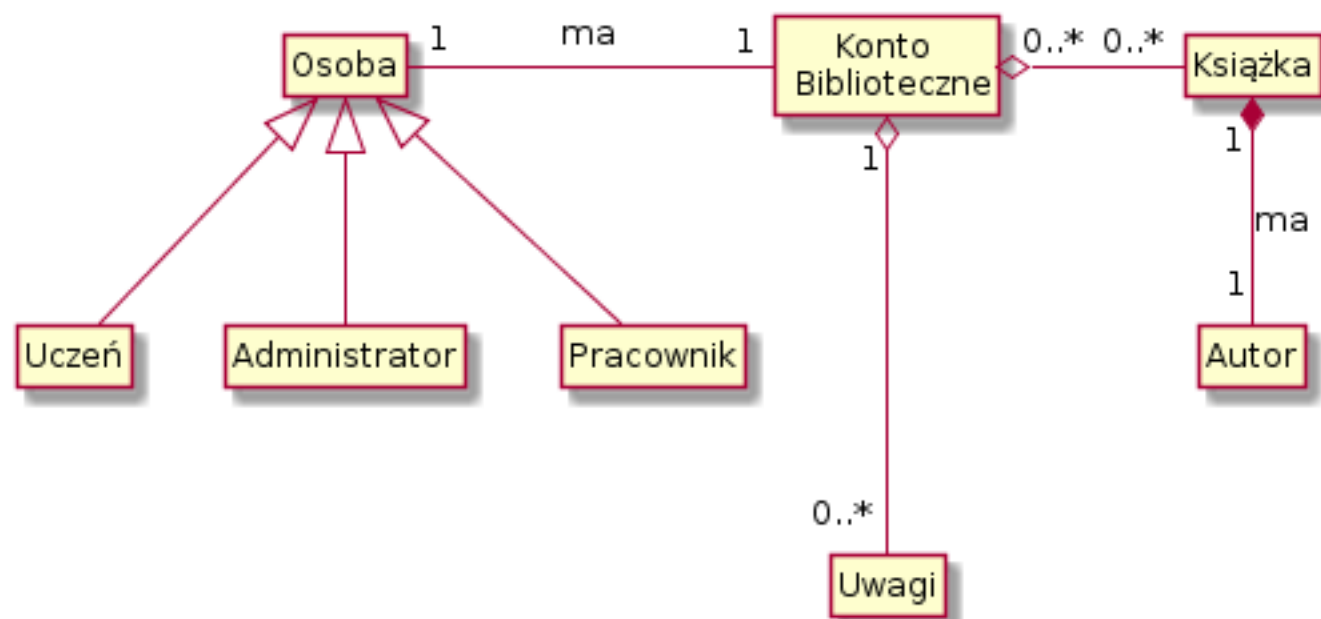 1 ma 1
Osoba
Konto
Biblioteczne
0..* 0..*
Książka
1
1
ma
1
Uczeń
Administrator
Pracownik
Autor
0..*
Uwagi